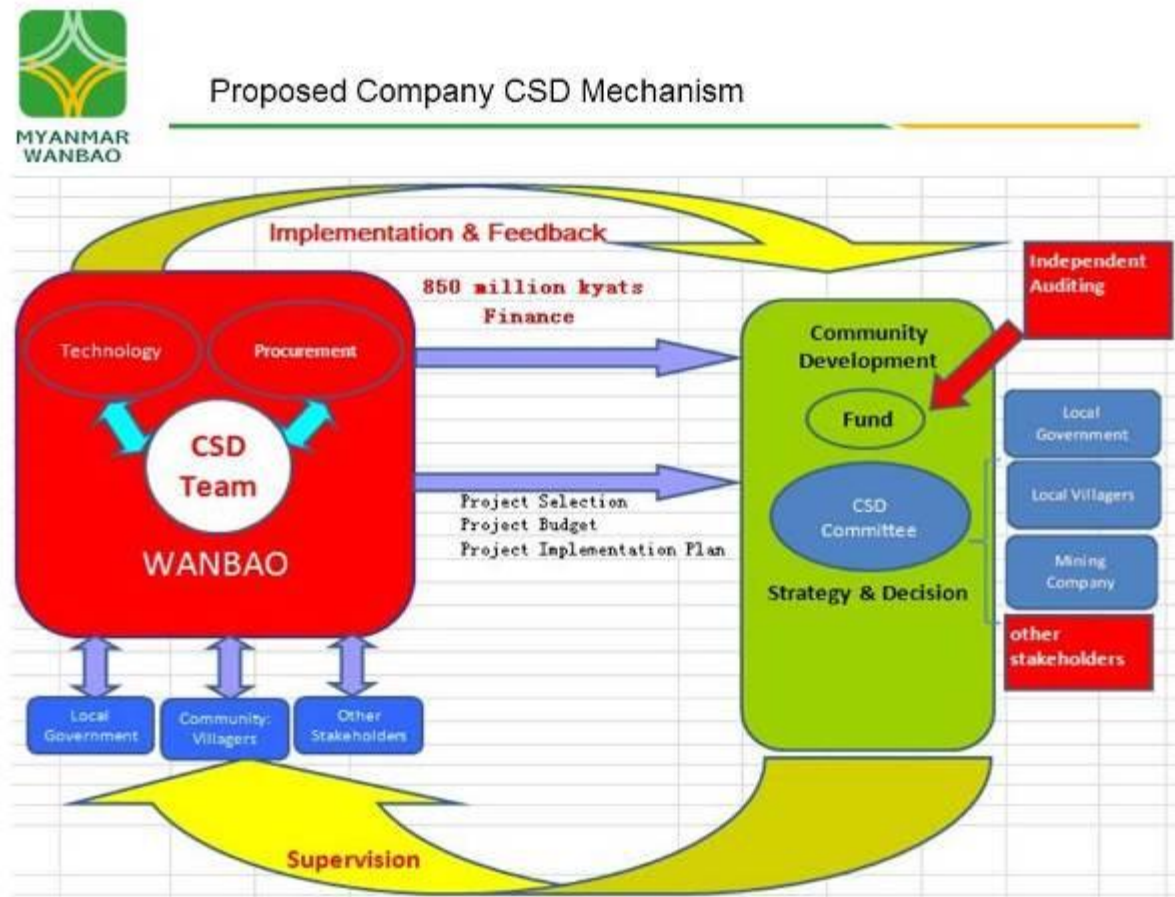 MYANMAR
WANBAO
Proposed Company CSD Mechanism
Implementation & Feedback
850 million kyats
Finance
Independent
Auditing
Technology
Procurement
CSD
Team
WANBAO
Community
Development
Fund
CSD
Committee
Strategy & Decision
Project Selection
Project Budget
Project Implementation Plan
Local
Government
Local Villagers
Mining
Company
other
stakeholders
Local
Government
Community:
Villagers
Other
Stakeholders
Supervision